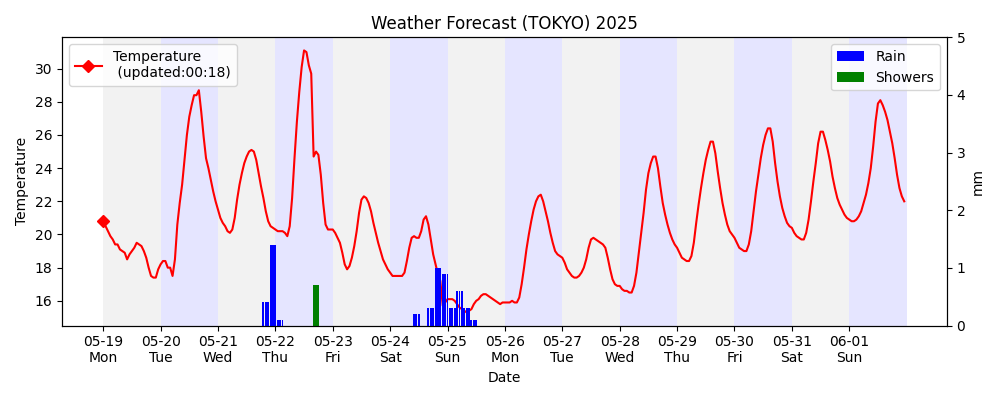 Weather Forecast (TOKYO) 2025
Temperature
(updated:00:18)
Rain
Showers
Temperature
30
28
26
24
22
20
18
16
5
4
3
2
1
0
mm
05-19 05-20 05-21 05-22 05-23 05-24 05-25 05-26 05-27 05-28 05-29 05-30 05-31 06-01
Mon Tue Wed Thu Fri Sat Sun Mon Tue Wed Thu Fri Sat Sun
Date